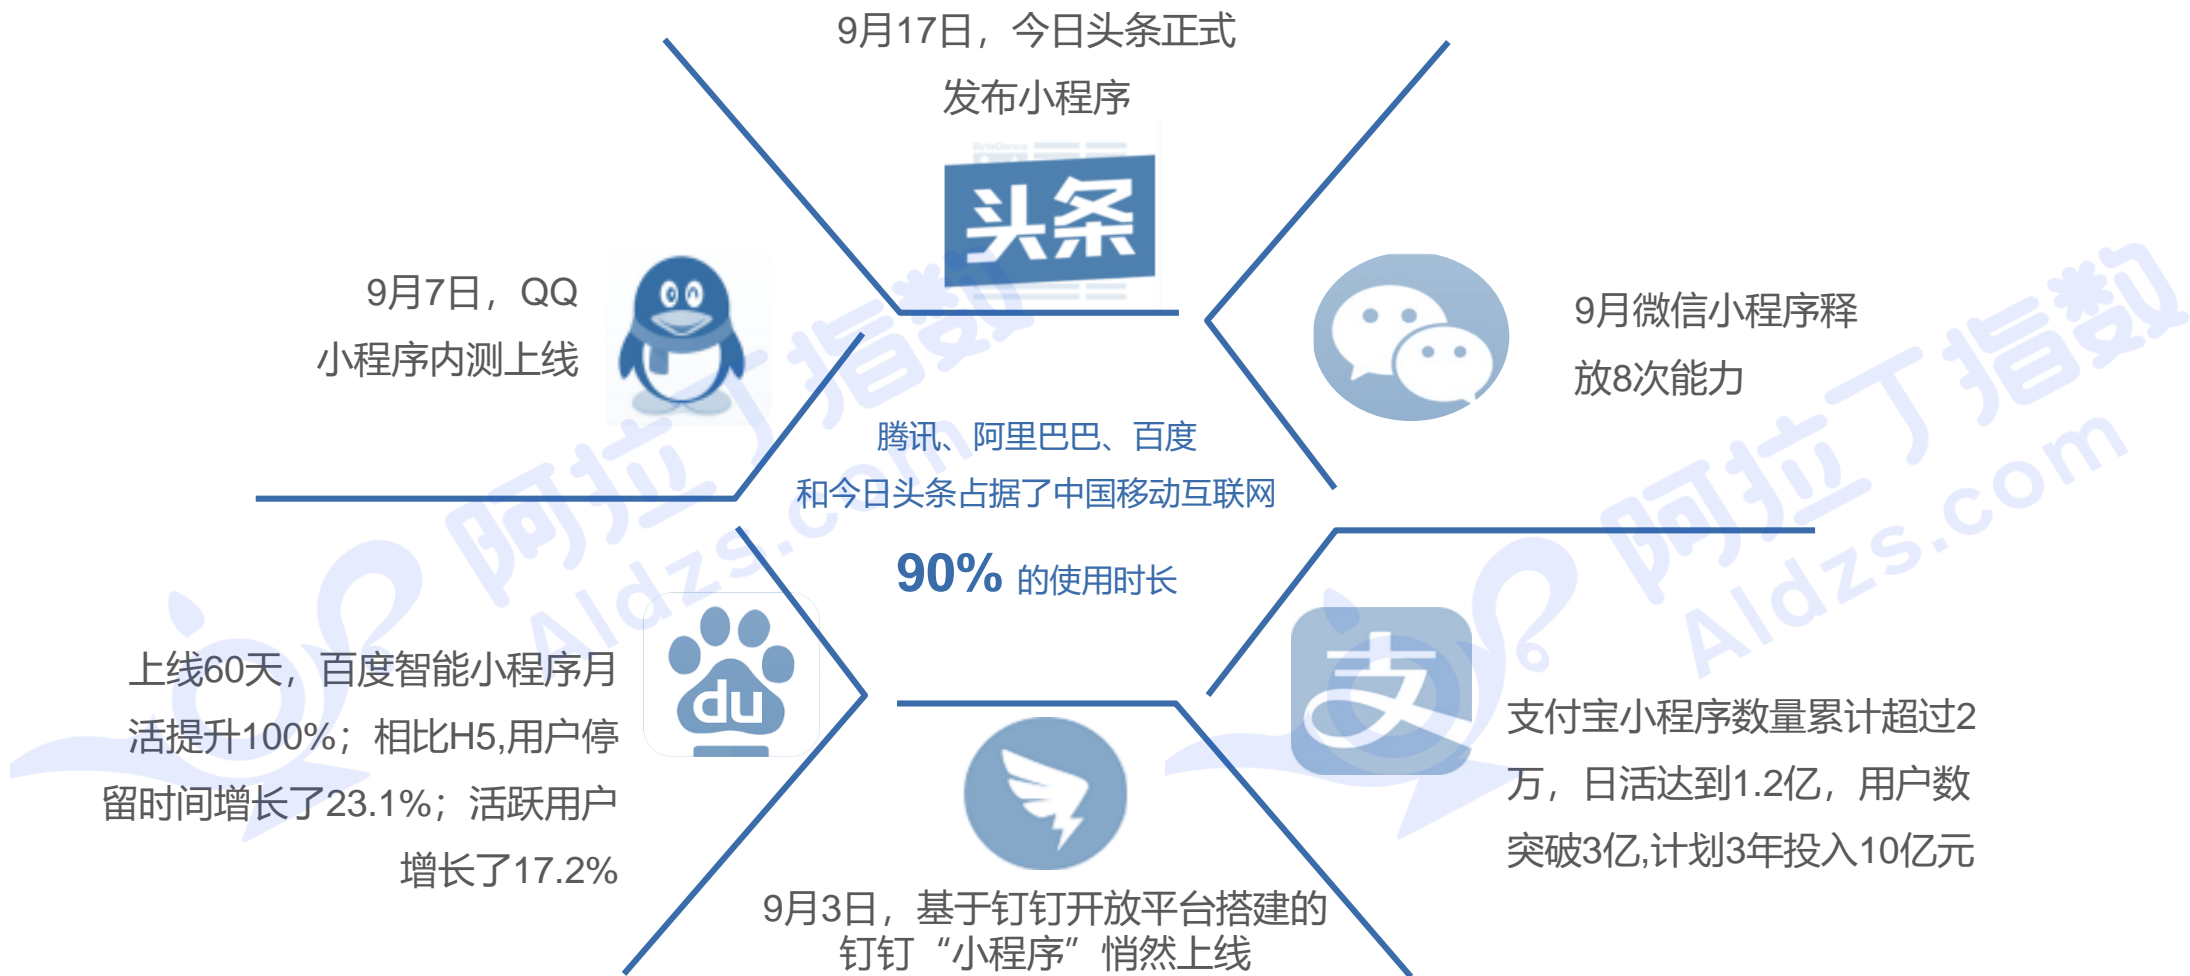 9月17日，今日头条正式
发布小程序
ByteDance
头条
9月7日，QQ
小程序内测上线
9月微信小程序释
放8次能力
腾讯、阿里巴巴、百度
和今日头条占据了中国移动互联网
90% 的使用时长
上线60天，百度智能小程序月
活提升100%；相比H5,用户停
留时间增长了23.1%；活跃用户
增长了17.2%
du
支
支付宝小程序数量累计超过2
万，日活达到1.2亿，用户数
突破3亿,计划3年投入10亿元
9月3日，基于钉钉开放平台搭建的
钉钉“小程序”悄然上线
阿拉丁指数
Aldzs.com
阿拉丁指数
Aldzs.com